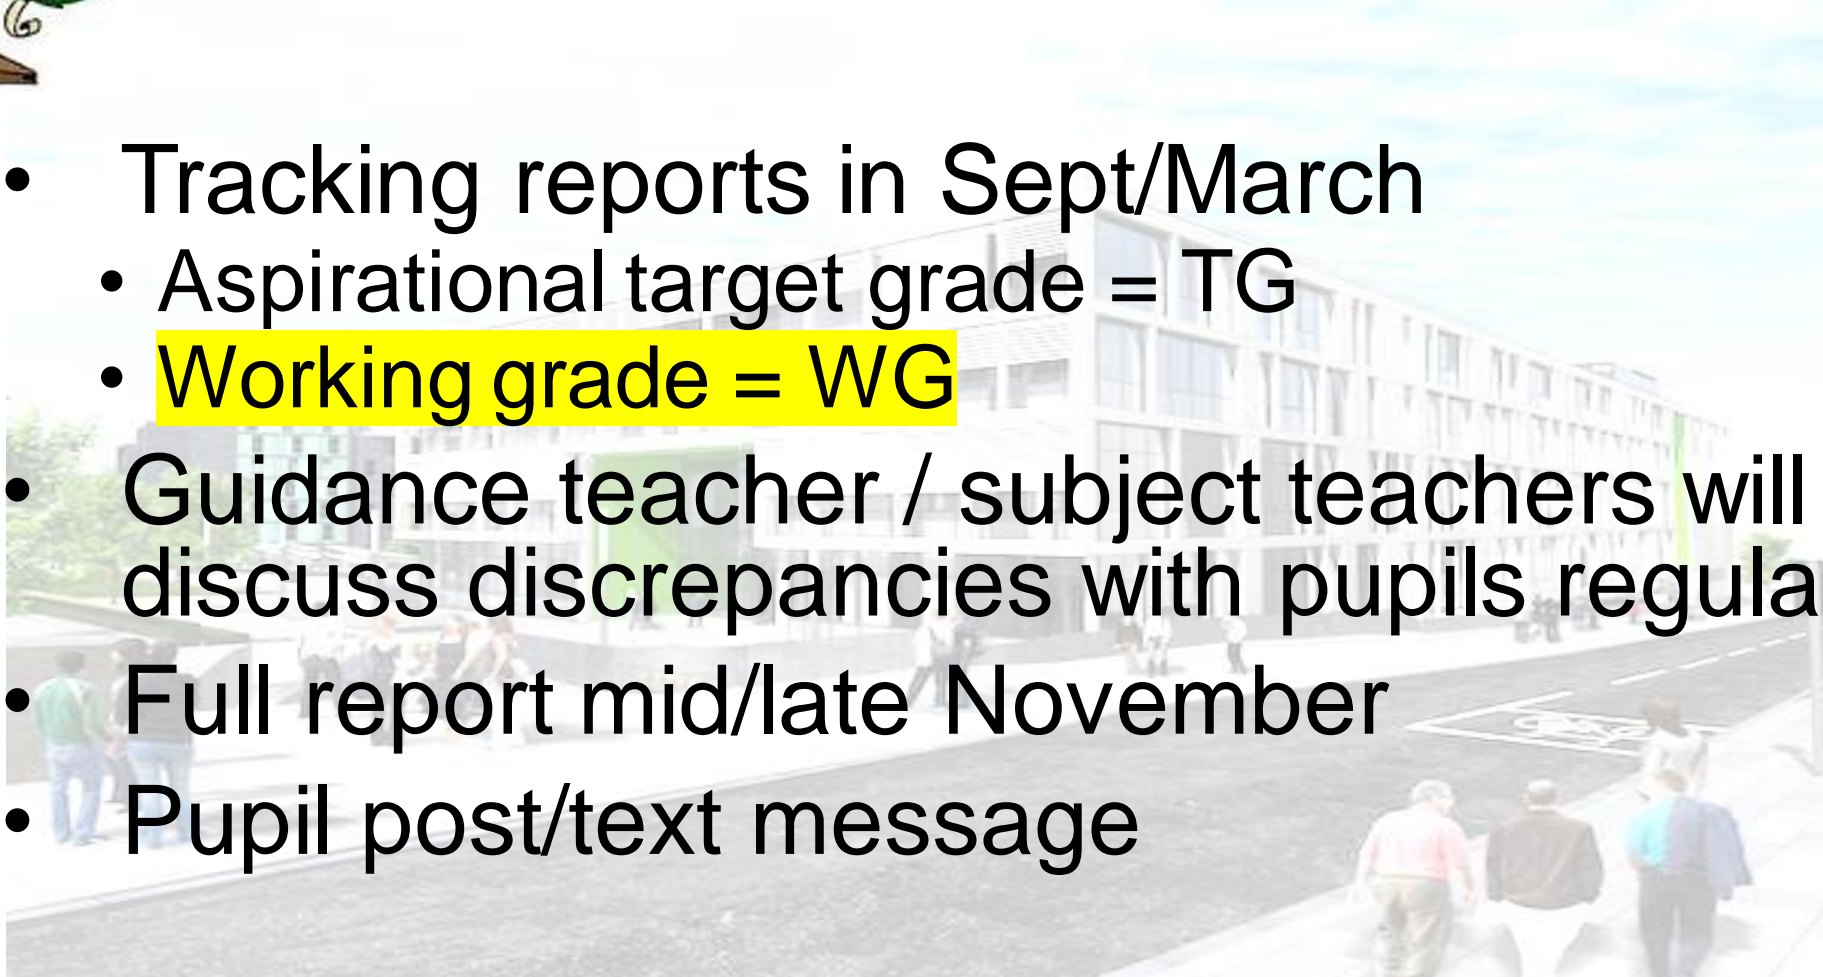 • Tracking reports in Sept/March
• Aspirational target grade = TG
• Working grade = WG
• Guidance teacher / subject teachers will
discuss discrepancies with pupils regula
• Full report mid/late November
• Pupil post/text message